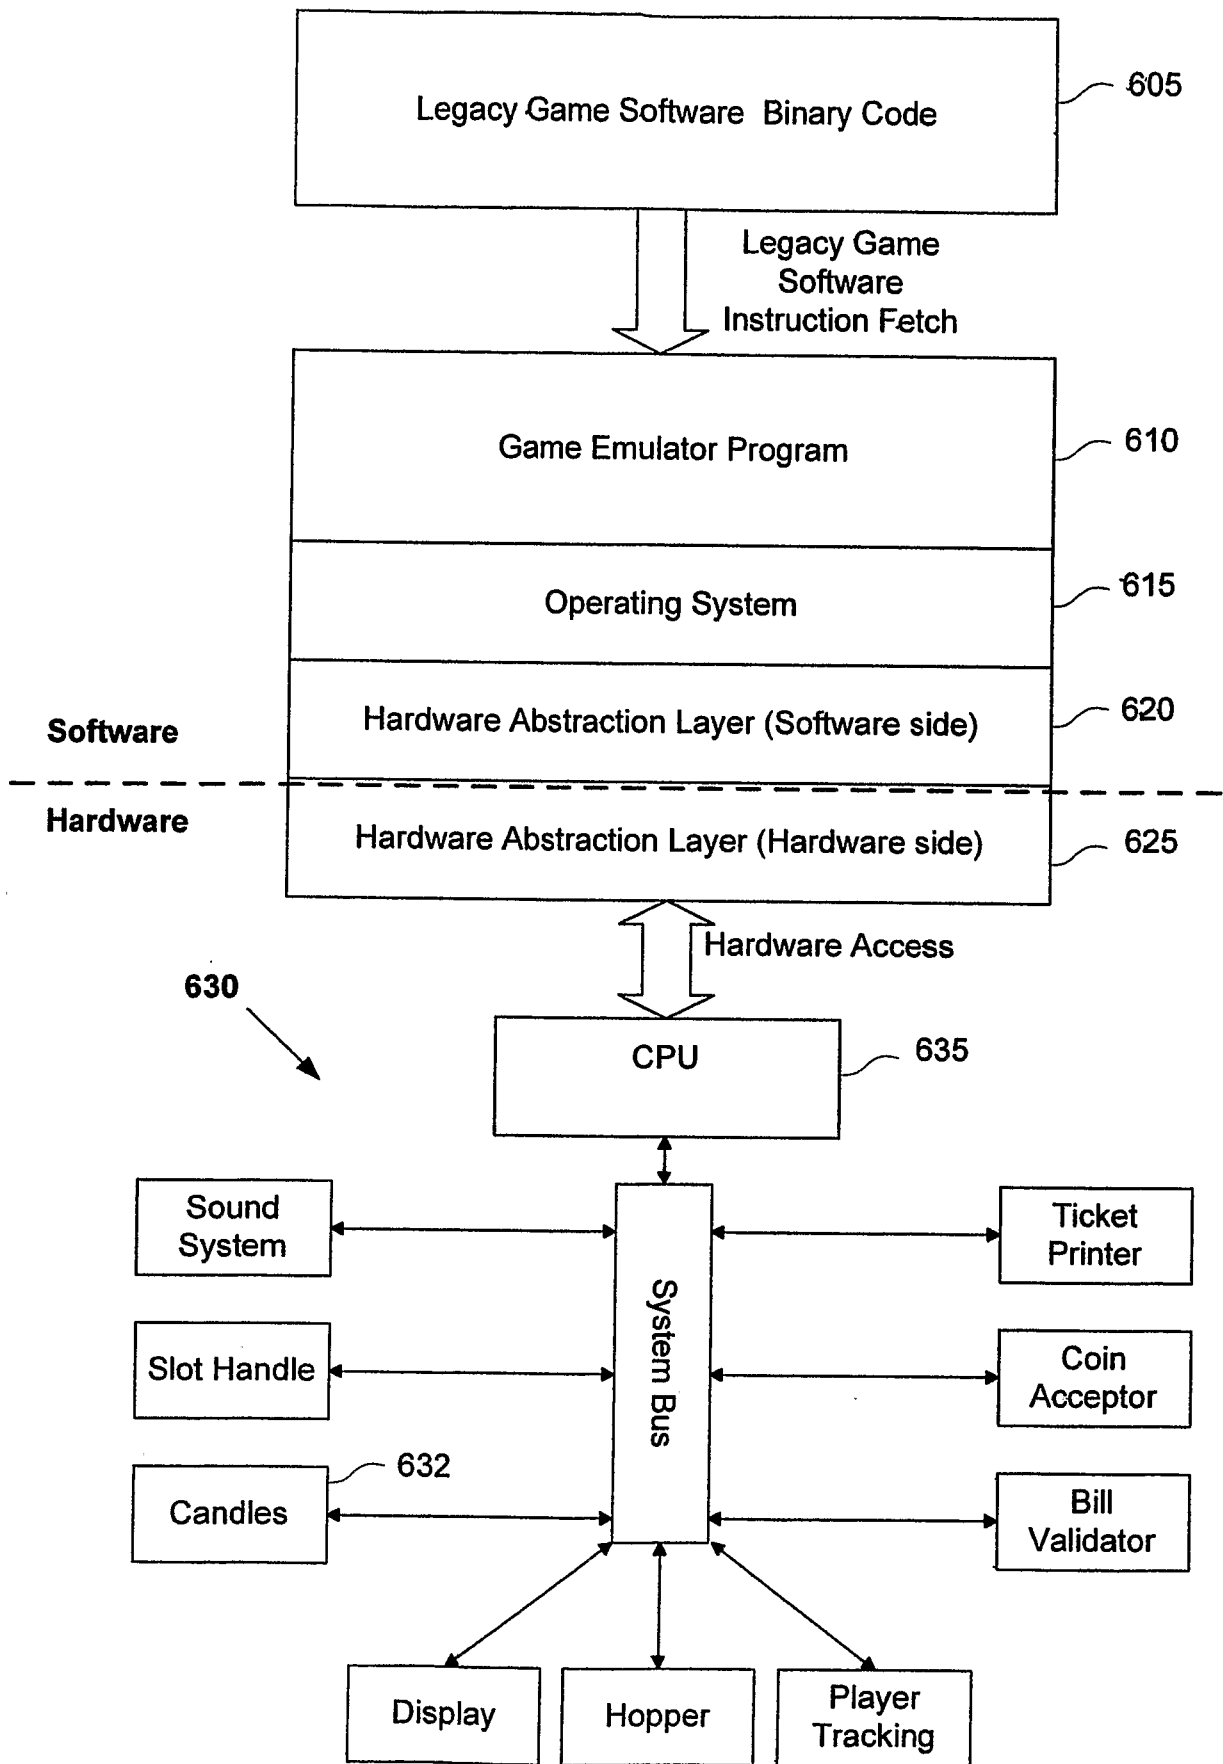 Legacy Game Software Binary Code
605
Legacy Game
Software
Instruction Fetch
Game Emulator Program
610
Operating System
615
Software
Hardware Abstraction Layer (Software side)
620
Hardware
Hardware Abstraction Layer (Hardware side)
625
Hardware Access
630
CPU
635
Sound
System
Ticket
Printer
System Bus
Slot Handle
Coin
Acceptor
632
Candles
Bill
Validator
Display
Hopper
Player
Tracking